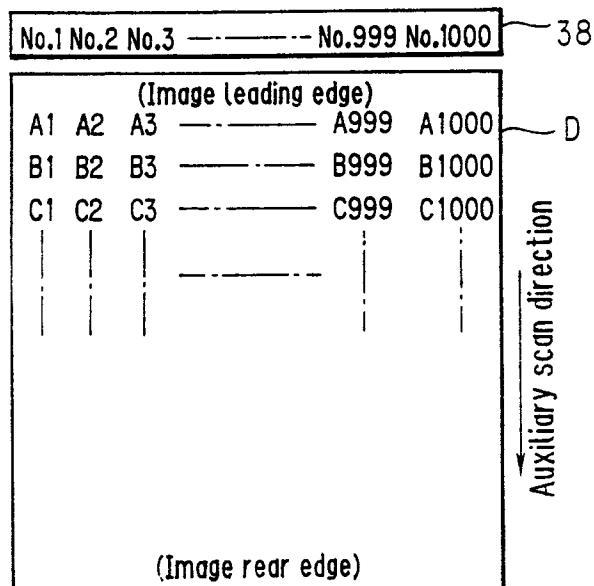 No.1 No.2 No.3 No.999 No.1000 38
(Image leading edge)
A1 A2 A3 A999 A1000 D
B1 B2 B3 B999 B1000
C1 C2 C3 C999 C1000
Auxiliary scan direction
(Image rear edge)